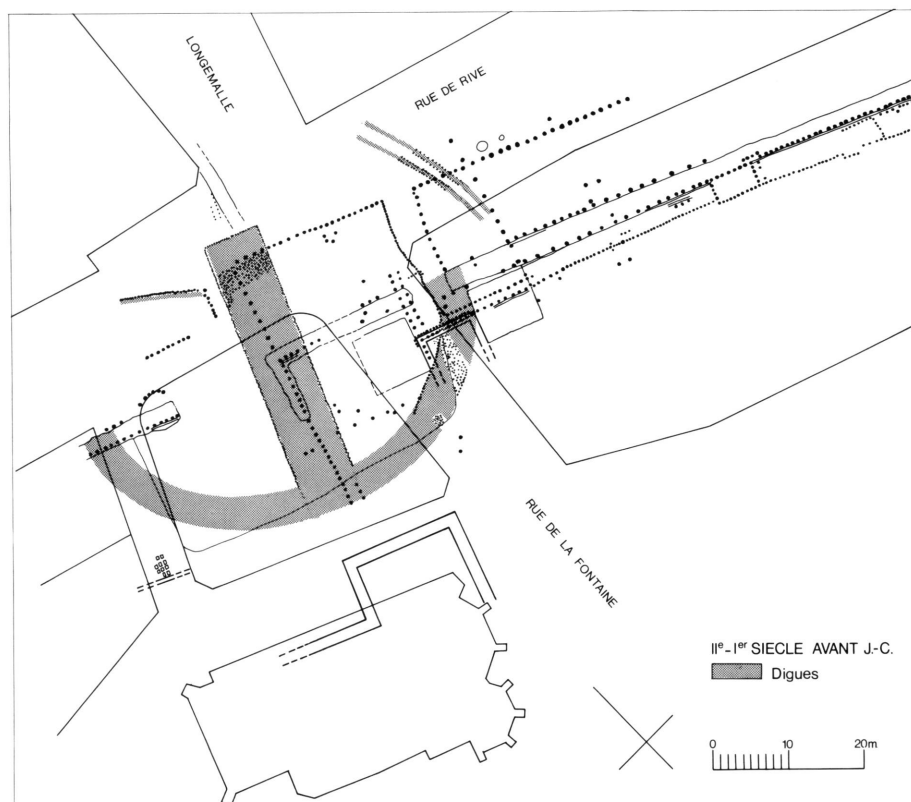 LONGEMALLE
RUE DE RIVE
RUE DE LA FONTAINE
IIe-Ier SIECLE AVANT J.-C.
Digues
0 10 20m